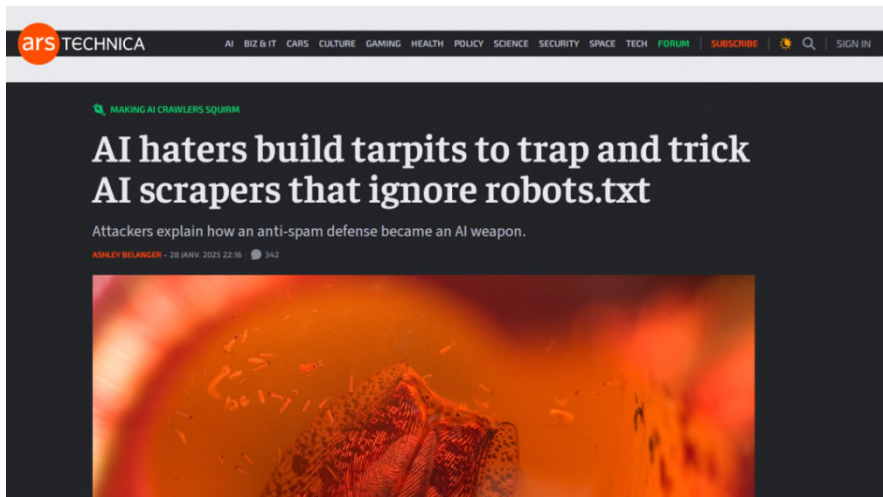 ars TECHNICA
AI BIZ & IT CARS CULTURE GAMING HEALTH POLICY SCIENCE SECURITY SPACE TECH FORUM SUBSCRIBE SIGN IN
MAKING AI CRAWLERS SQUIRM
AI haters build tarpits to trap and trick
AI scrapers that ignore robots.txt
Attackers explain how an anti-spam defense became an AI weapon.
ASHLEY BELANGER – 28 JANV. 2025 22:16 342